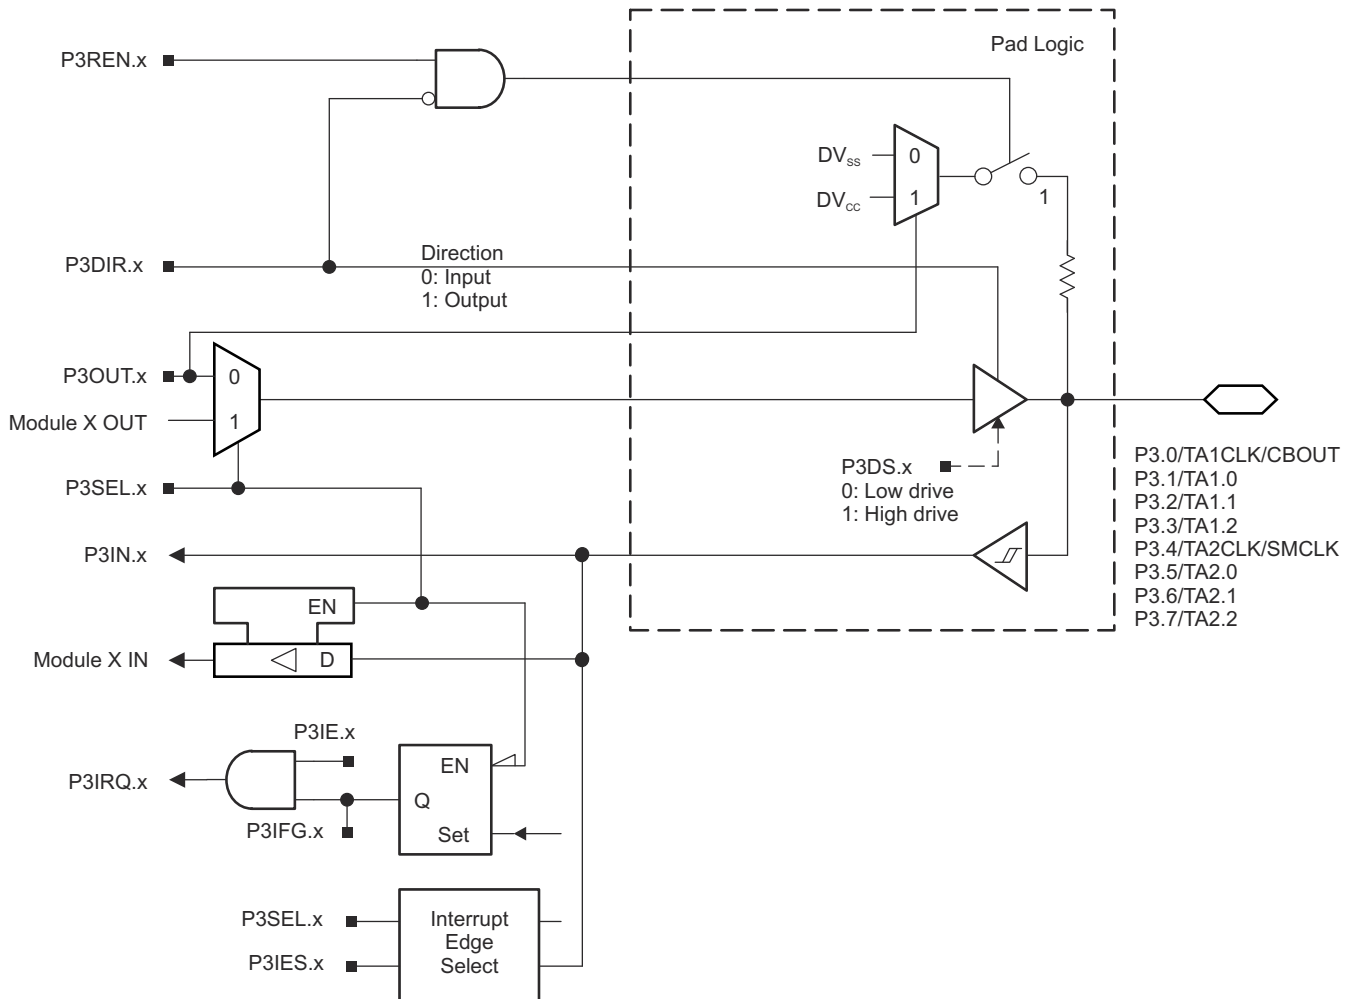 Pad Logic
P3REN.x
DVSS
0
DVCC
1
1
P3DIR.x
Direction
0: Input
1: Output
P3OUT.x
0
Module X OUT
1
P3DS.x
0: Low drive
1: High drive
P3SEL.x
P3.0/TA1CLK/CBOUT
P3.1/TA1.0
P3.2/TA1.1
P3.3/TA1.2
P3.4/TA2CLK/SMCLK
P3.5/TA2.0
P3.6/TA2.1
P3.7/TA2.2
P3IN.x
EN
Module X IN
D
P3IE.x
EN
P3IRQ.x
Q
P3IFG.x
Set
P3SEL.x
P3IES.x
Interrupt
Edge
Select